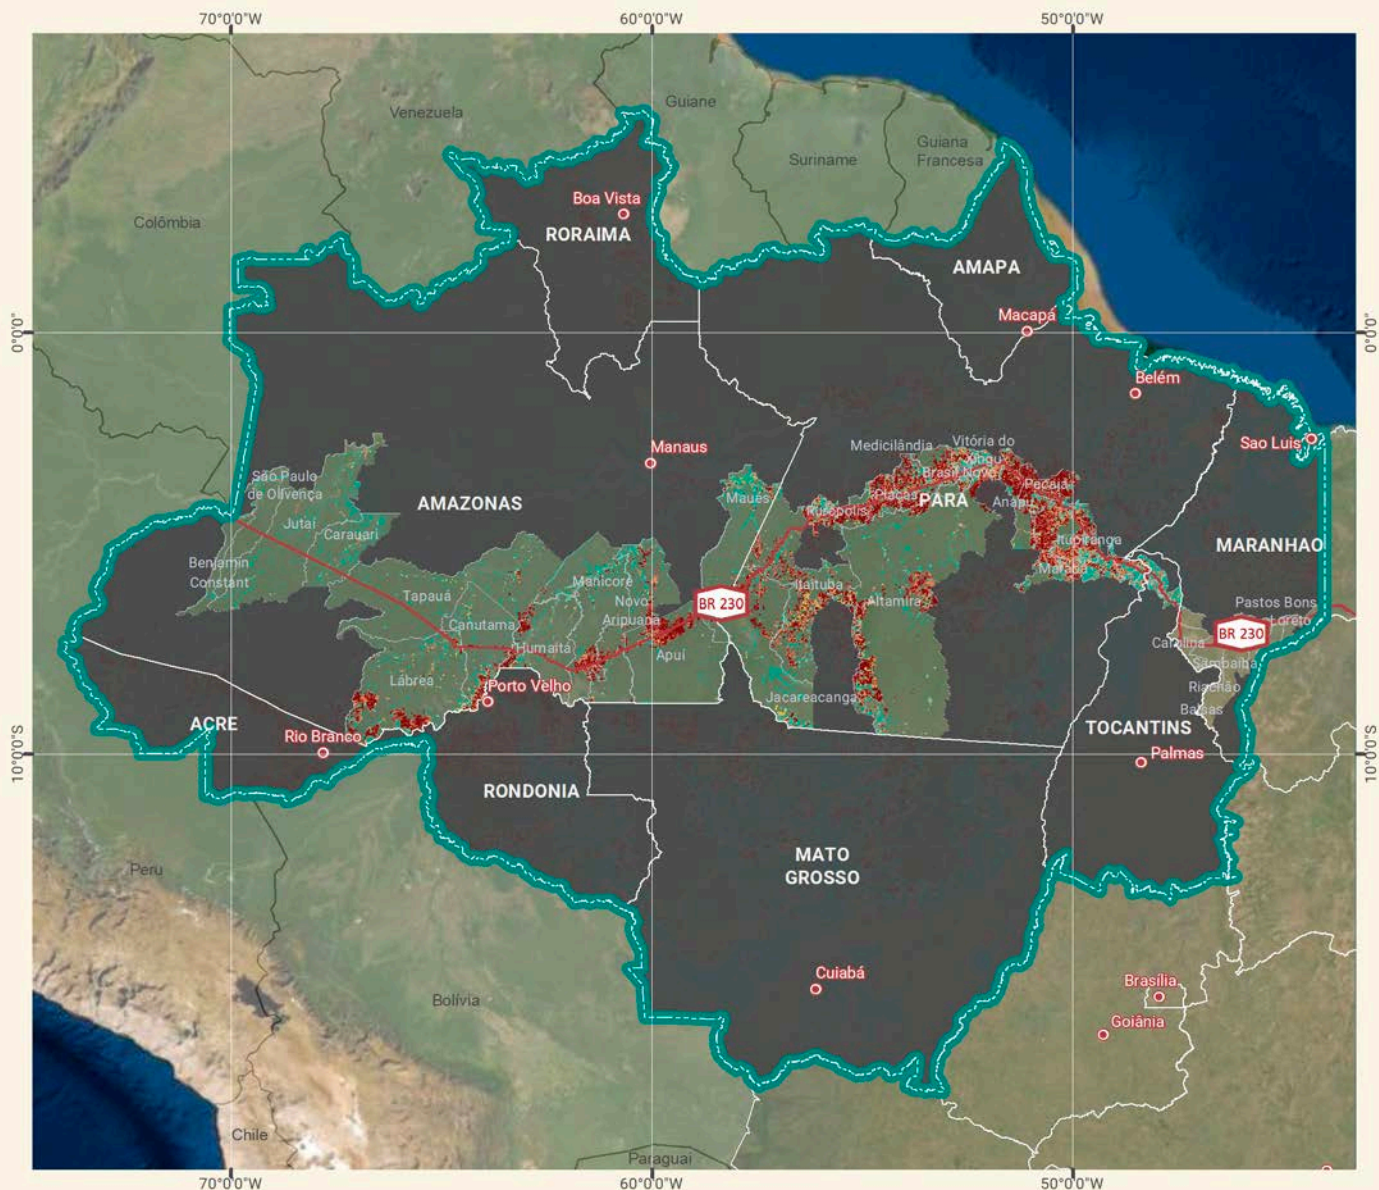 70°0'0"W
60°0'0"W
50°0'0"W
Venezuela
Guiane
Suriname
Guiana
Francesa
Colômbia
Boa Vista
RORAIMA
AMAPA
Macapá
0°0'0"
0°0'0"
Belém
Sao Luis
Manaus
Medicilândia
Vitória do
Xingu
Brasil Novo
São Paulo
de Olivença
AMAZONAS
Maués
Placas
PARÁ
Pacajá
Anapu
Rurópolis
Jutaí
Carauari
Itupiranga
MARANHAO
Benjamin
Constant
Marabá
Manicoré
Itaituba
Tapauá
Novo
Aripuanã
BR 230
Altamira
Pastos Bons
Loreto
Canutama
BR 230
Carolina
Humaitá
Apuí
Sambaíba
Lábrea
Porto Velho
Jacareacanga
Riachão
Balsas
ACRE
Rio Branco
TOCANTINS
Palmas
10°0'0"S
10°0'0"S
RONDONIA
MATO
GROSSO
Peru
Cuiabá
Brasília
Bolívia
Goiânia
Chile
Paraguai
70°0'0"W
60°0'0"W
50°0'0"W